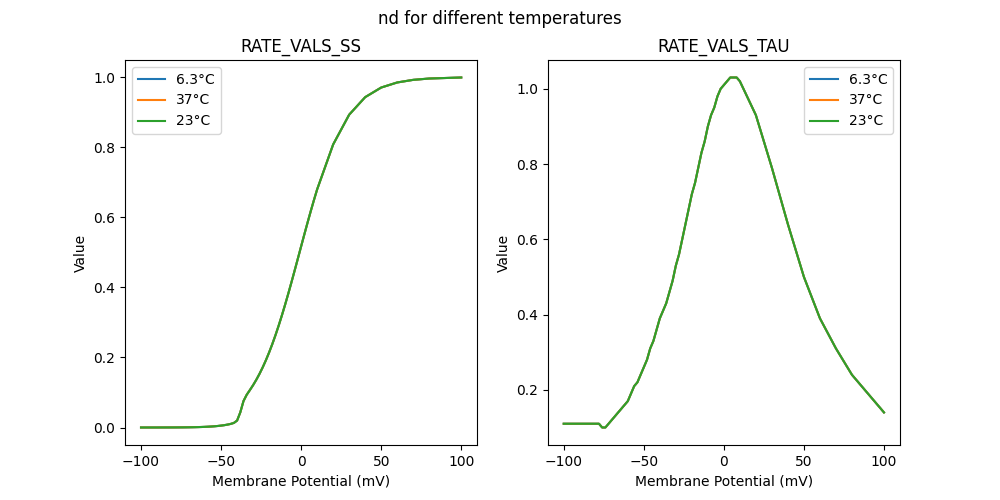 nd for different temperatures
RATE_VALS_SS
1.0
0.8
0.6
0.4
0.2
0.0
Value
6.3°C
37°C
23°C
−100
−50
0
50
100
Membrane Potential (mV)
RATE_VALS_TAU
1.0
0.8
0.6
0.4
0.2
Value
6.3°C
37°C
23°C
−100
−50
0
50
100
Membrane Potential (mV)